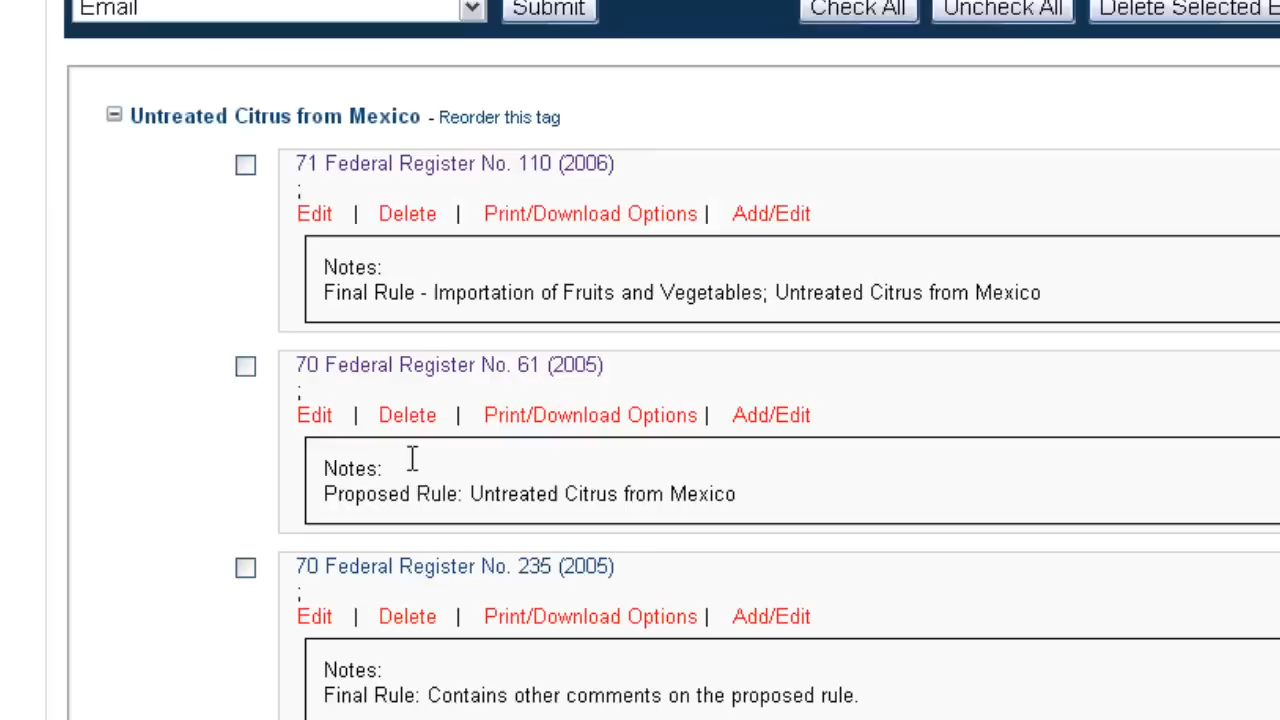 Email Submit Check All Uncheck All Delete Selected E
Untreated Citrus from Mexico - Reorder this tag
71 Federal Register No. 110 (2006)
;
Edit | Delete | Print/Download Options | Add/Edit
Notes:
Final Rule - Importation of Fruits and Vegetables; Untreated Citrus from Mexico
70 Federal Register No. 61 (2005)
;
Edit | Delete | Print/Download Options | Add/Edit
Notes:
Proposed Rule: Untreated Citrus from Mexico
70 Federal Register No. 235 (2005)
;
Edit | Delete | Print/Download Options | Add/Edit
Notes:
Final Rule: Contains other comments on the proposed rule.